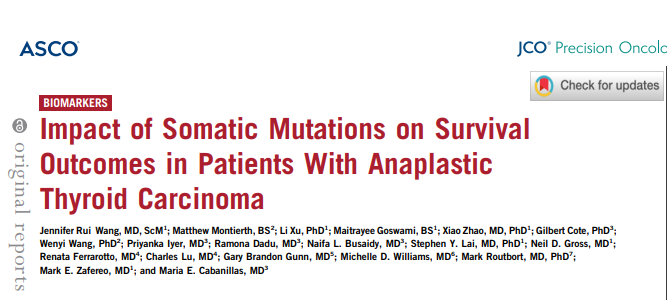 ASCO®
JCO® Precision Oncolo
Check for updates
BIOMARKERS
original reports
Impact of Somatic Mutations on Survival
Outcomes in Patients With Anaplastic
Thyroid Carcinoma
Jennifer Rui Wang, MD, ScM¹; Matthew Montierth, BS²; Li Xu, PhD¹; Maitrayee Goswami, BS¹; Xiao Zhao, MD, PhD¹; Gilbert Cote, PhD³;
Wenyi Wang, PhD²; Priyanka Iyer, MD³; Ramona Dadu, MD³; Naifa L. Busaidy, MD³; Stephen Y. Lai, MD, PhD¹; Neil D. Gross, MD¹;
Renata Ferrarotto, MD⁴; Charles Lu, MD⁴; Gary Brandon Gunn, MD⁵; Michelle D. Williams, MD⁶; Mark Routbort, MD, PhD⁷;
Mark E. Zafereo, MD¹; and Maria E. Cabanillas, MD³